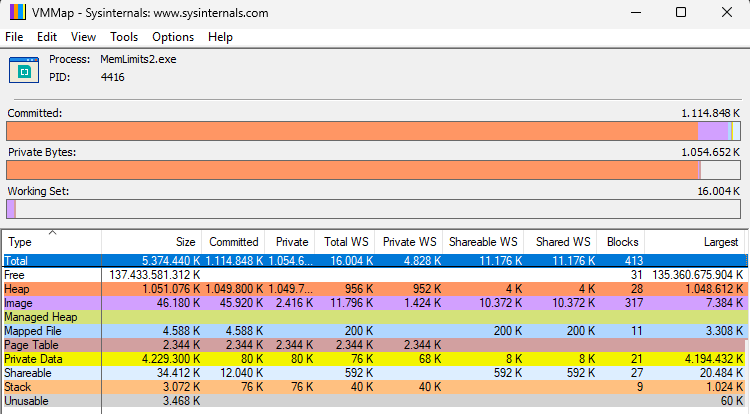 VMMap - Sysinternals: www.sysinternals.com
File Edit View Tools Options Help
Process: MemLimits2.exe
PID: 4416
Committed: 1.114.848 K
Private Bytes: 1.054.652 K
Working Set: 16.004 K
Type Size Committed Private Total WS Private WS Shareable WS Shared WS Blocks Largest
Total 5.374.440 K 1.114.848 K 1.054.6... 16.004 K 4.828 K 11.176 K 11.176 K 413
Free 137.433.581.312 K 31 135.360.675.904 K
Heap 1.051.076 K 1.049.800 K 1.049.7... 956 K 952 K 4 K 4 K 28 1.048.612 K
Image 46.180 K 45.920 K 2.416 K 11.796 K 1.424 K 10.372 K 10.372 K 317 7.384 K
Managed Heap
Mapped File 4.588 K 4.588 K 200 K 200 K 200 K 11 3.308 K
Page Table 2.344 K 2.344 K 2.344 K 2.344 K 2.344 K
Private Data 4.229.300 K 80 K 80 K 76 K 68 K 8 K 8 K 21 4.194.432 K
Shareable 34.412 K 12.040 K 592 K 592 K 592 K 27 20.484 K
Stack 3.072 K 76 K 76 K 40 K 40 K 9 1.024 K
Unusable 3.468 K 60 K